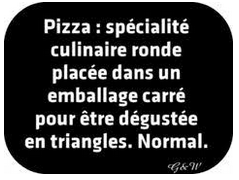 Pizza : spécialité
culinaire ronde
placée dans un
emballage carré
pour être dégustée
en triangles. Normal.
G&W